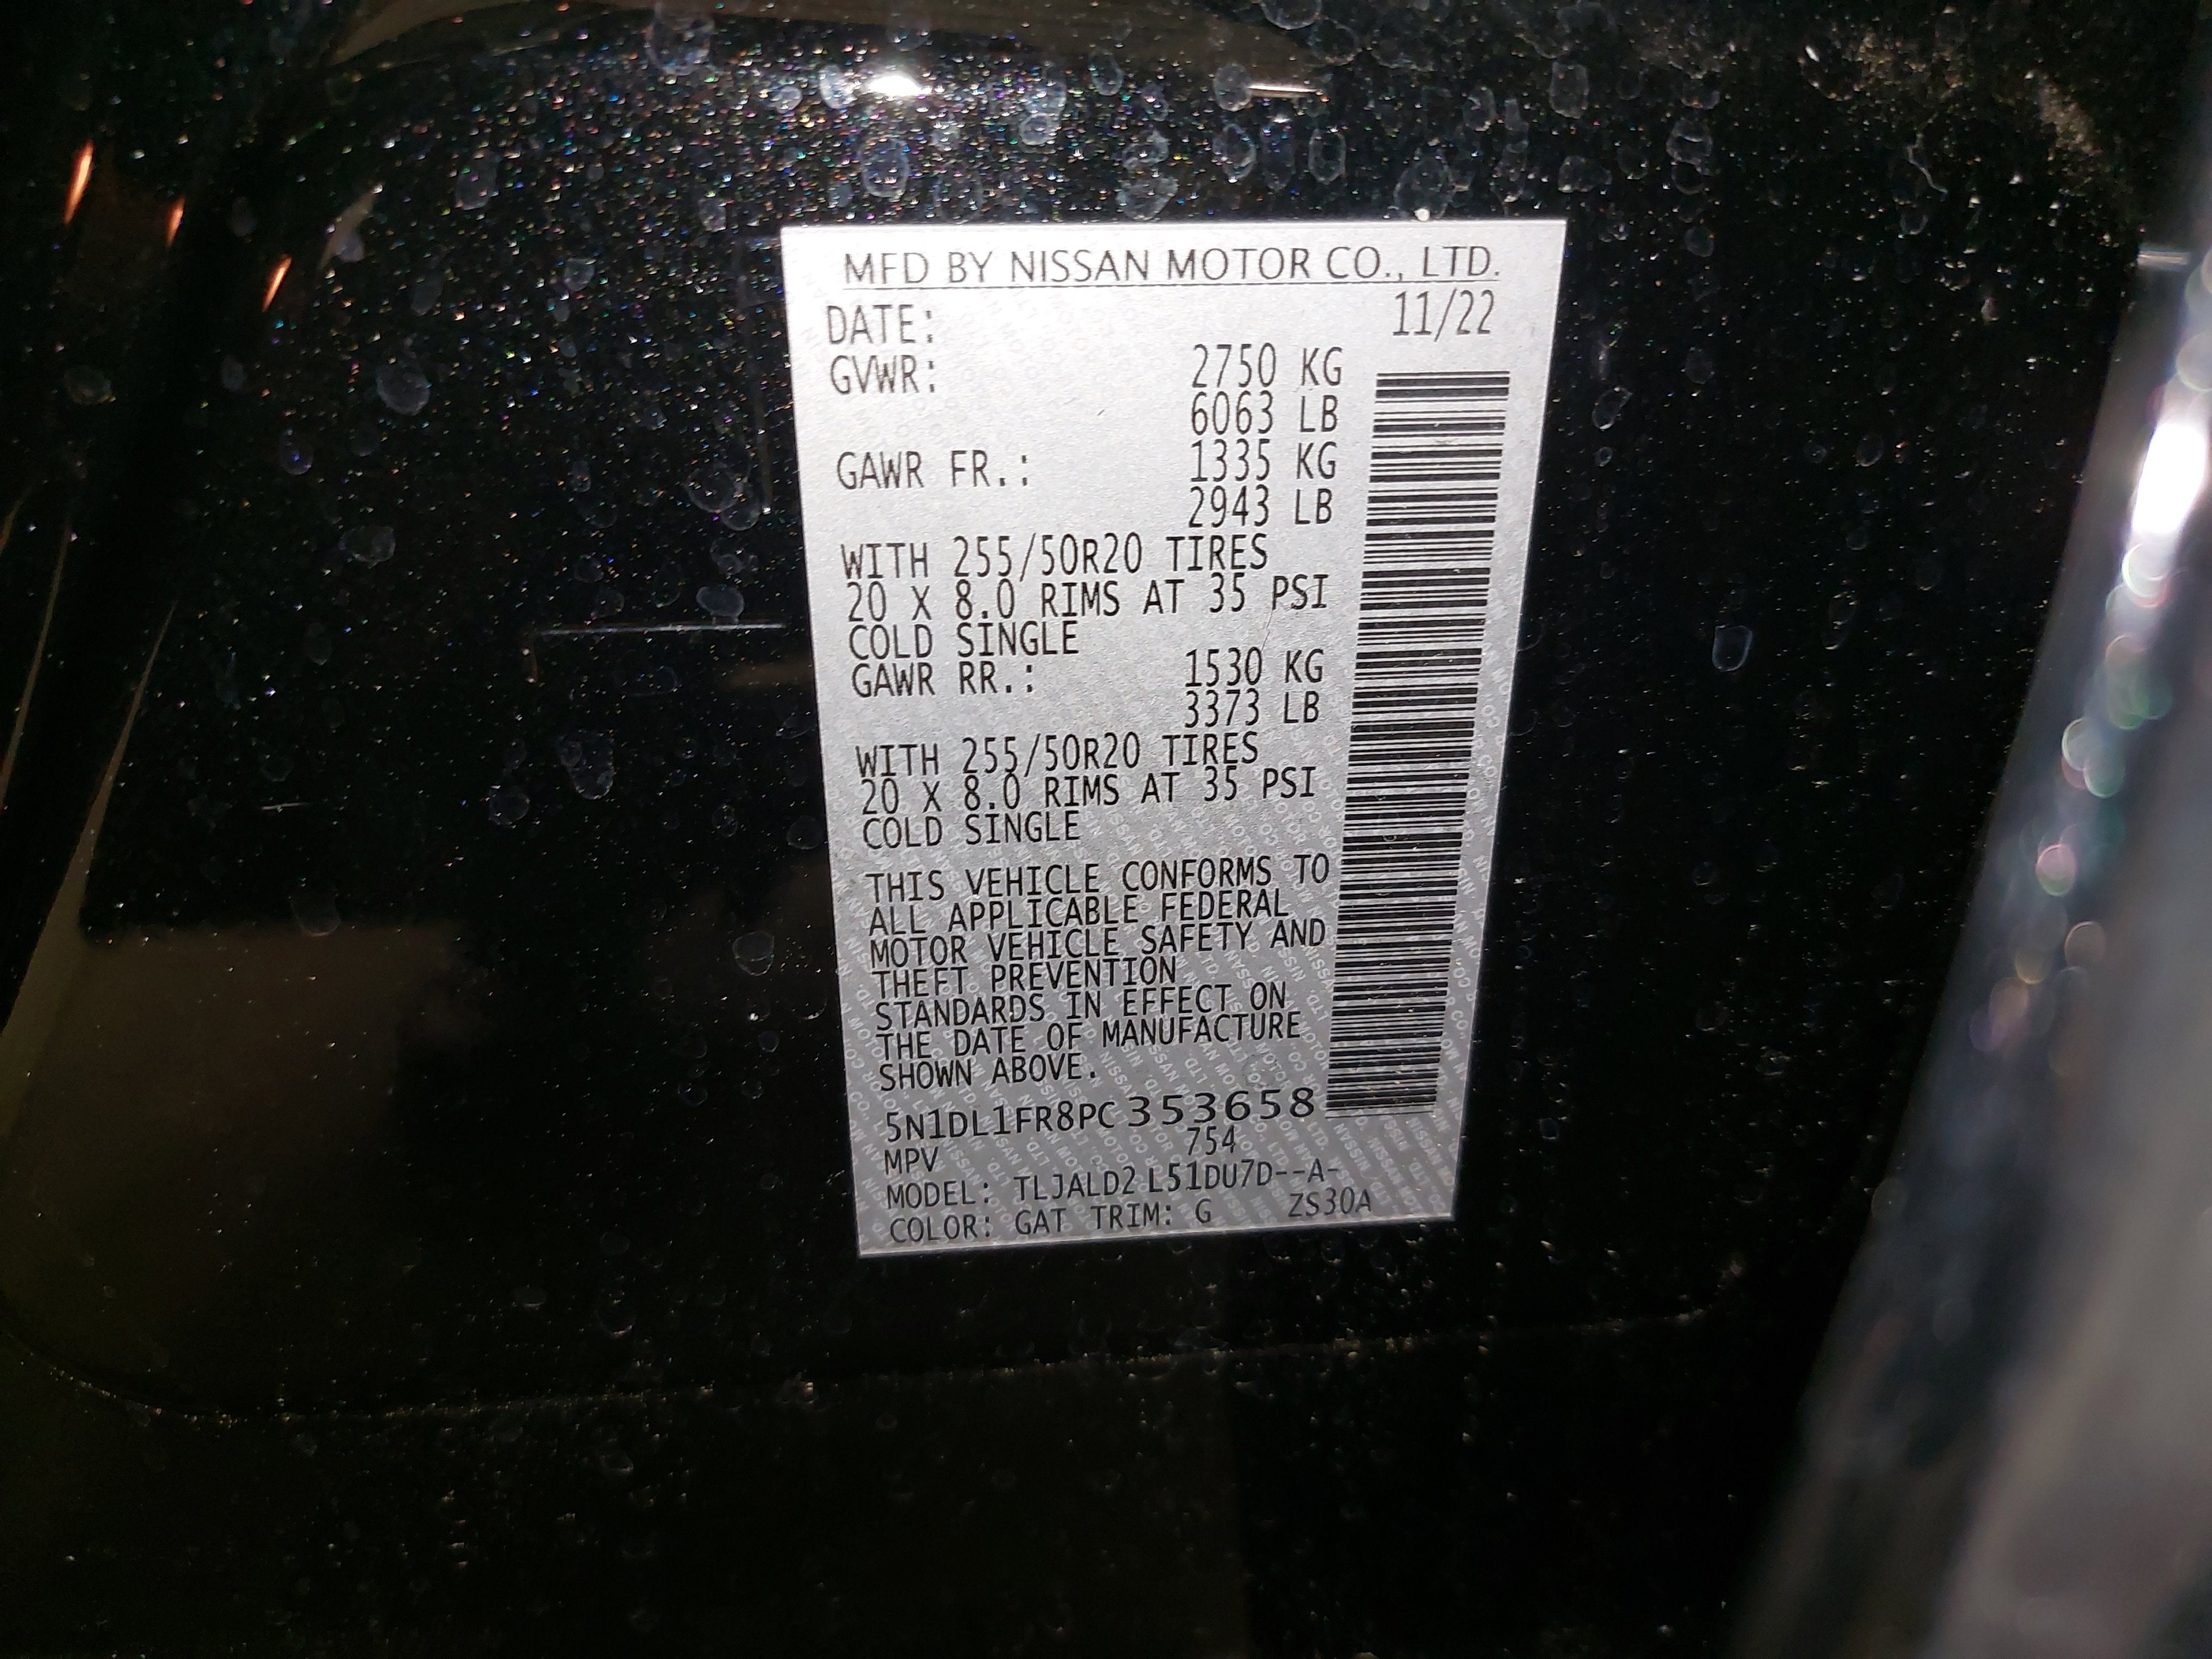 MFD BY NISSAN MOTOR CO., LTD.
DATE: 11/22
GVWR: 2750 KG
6063 LB
GAWR FR.: 1335 KG
2943 LB
WITH 255/50R20 TIRES
20 X 8.0 RIMS AT 35 PSI
COLD SINGLE
GAWR RR.: 1530 KG
3373 LB
WITH 255/50R20 TIRES
20 X 8.0 RIMS AT 35 PSI
COLD SINGLE
THIS VEHICLE CONFORMS TO
ALL APPLICABLE FEDERAL
MOTOR VEHICLE SAFETY AND
THEFT PREVENTION
STANDARDS IN EFFECT ON
THE DATE OF MANUFACTURE
SHOWN ABOVE.
5N1DL1FR8PC353658
MPV 754
MODEL: TLJALD2 L51DU7D--A-
COLOR: GAT TRIM: G ZS30A